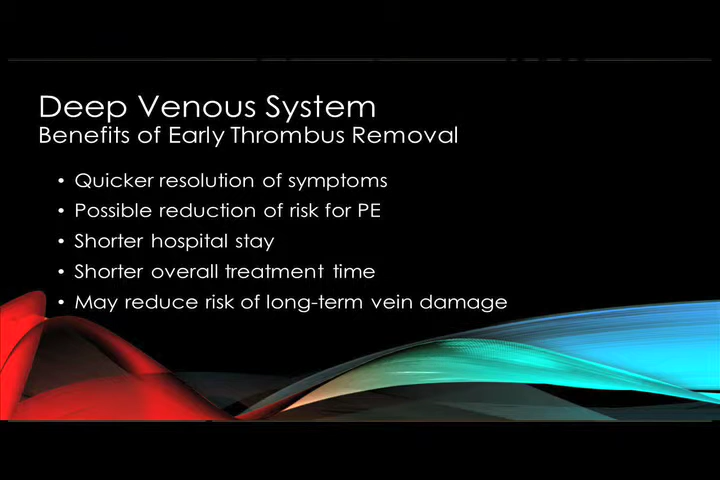 Deep Venous System
Benefits of Early Thrombus Removal
• Quicker resolution of symptoms
• Possible reduction of risk for PE
• Shorter hospital stay
• Shorter overall treatment time
• May reduce risk of long-term vein damage